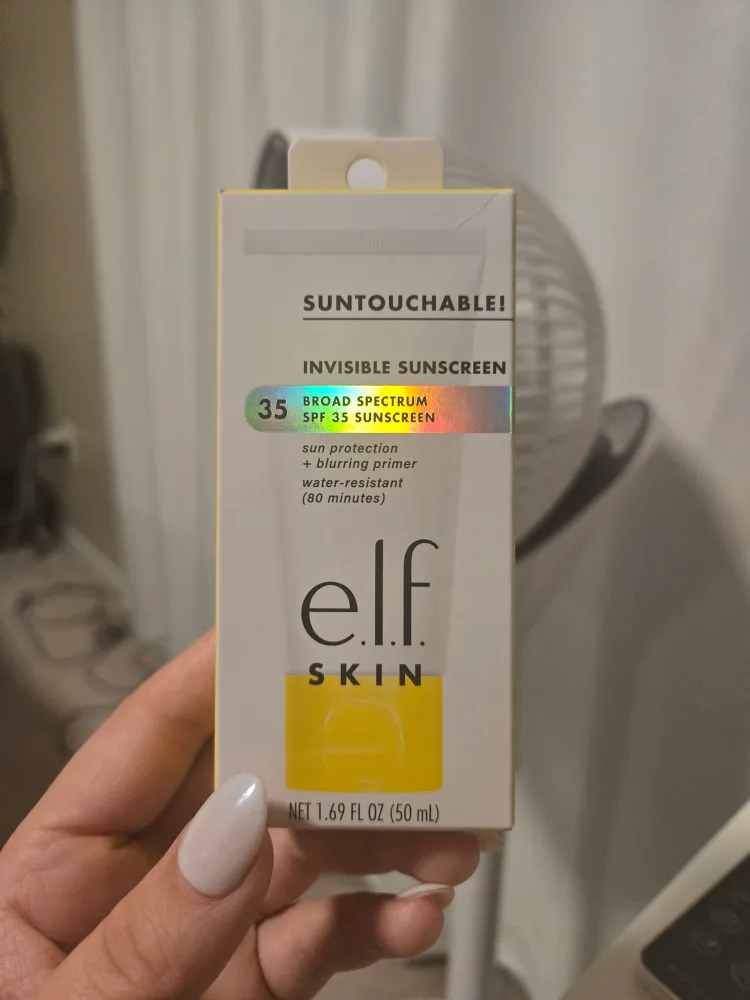 SUNTOUCHABLE!
INVISIBLE SUNSCREEN
35
BROAD SPECTRUM
SPF 35 SUNSCREEN
sun protection
+ blurring primer
water-resistant
(80 minutes)
e.l.f.
SKIN
NET 1.69 FL OZ (50 mL)